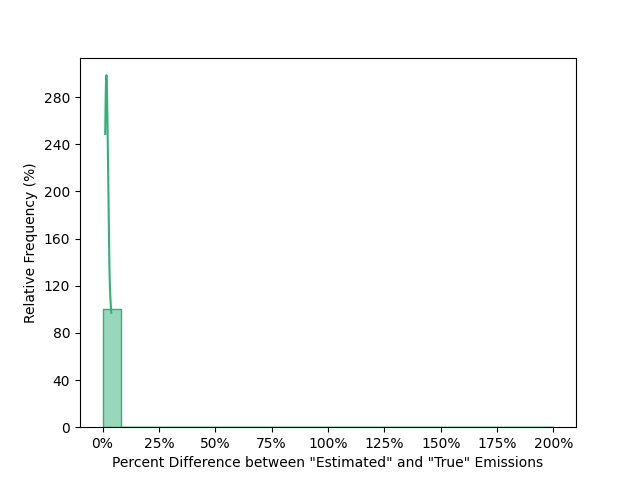 280
240
200
160
120
80
40
0
Relative Frequency (%)
0% 25% 50% 75% 100% 125% 150% 175% 200%
Percent Difference between "Estimated" and "True" Emissions